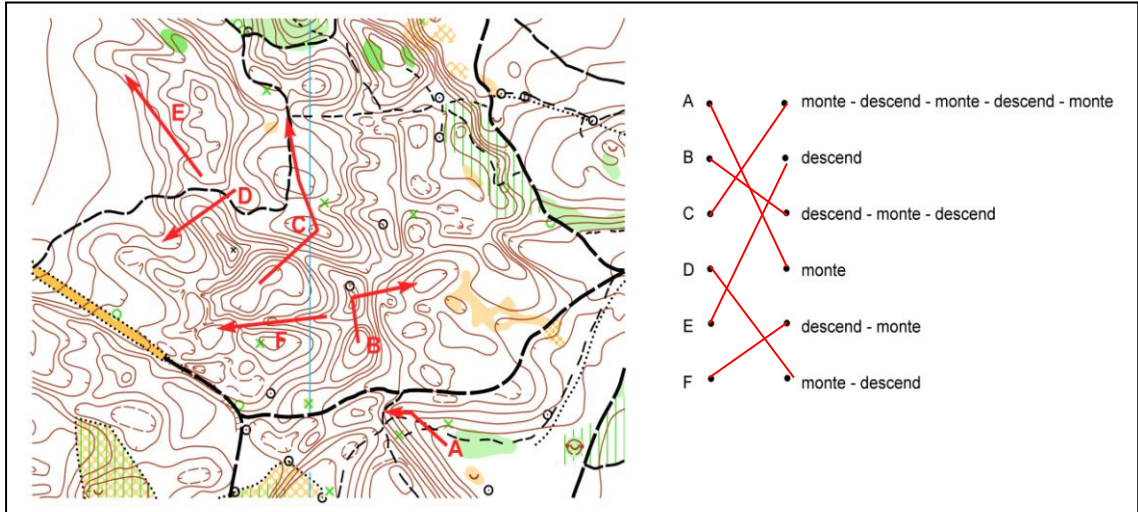 E
D
C
F
B
A
A monte - descend - monte - descend - monte
B descend
C descend - monte - descend
D monte
E descend - monte
F monte - descend